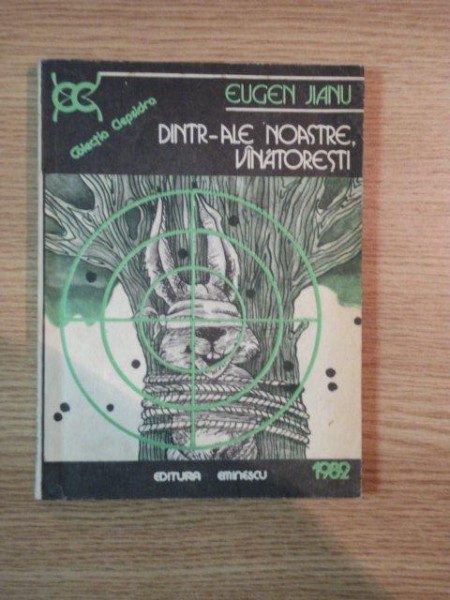 Colecția Clepsidra
EUGEN JIANU
DINTR-ALE NOASTRE,
VÎNĂTOREȘTI
EDITURA EMINESCU
1982